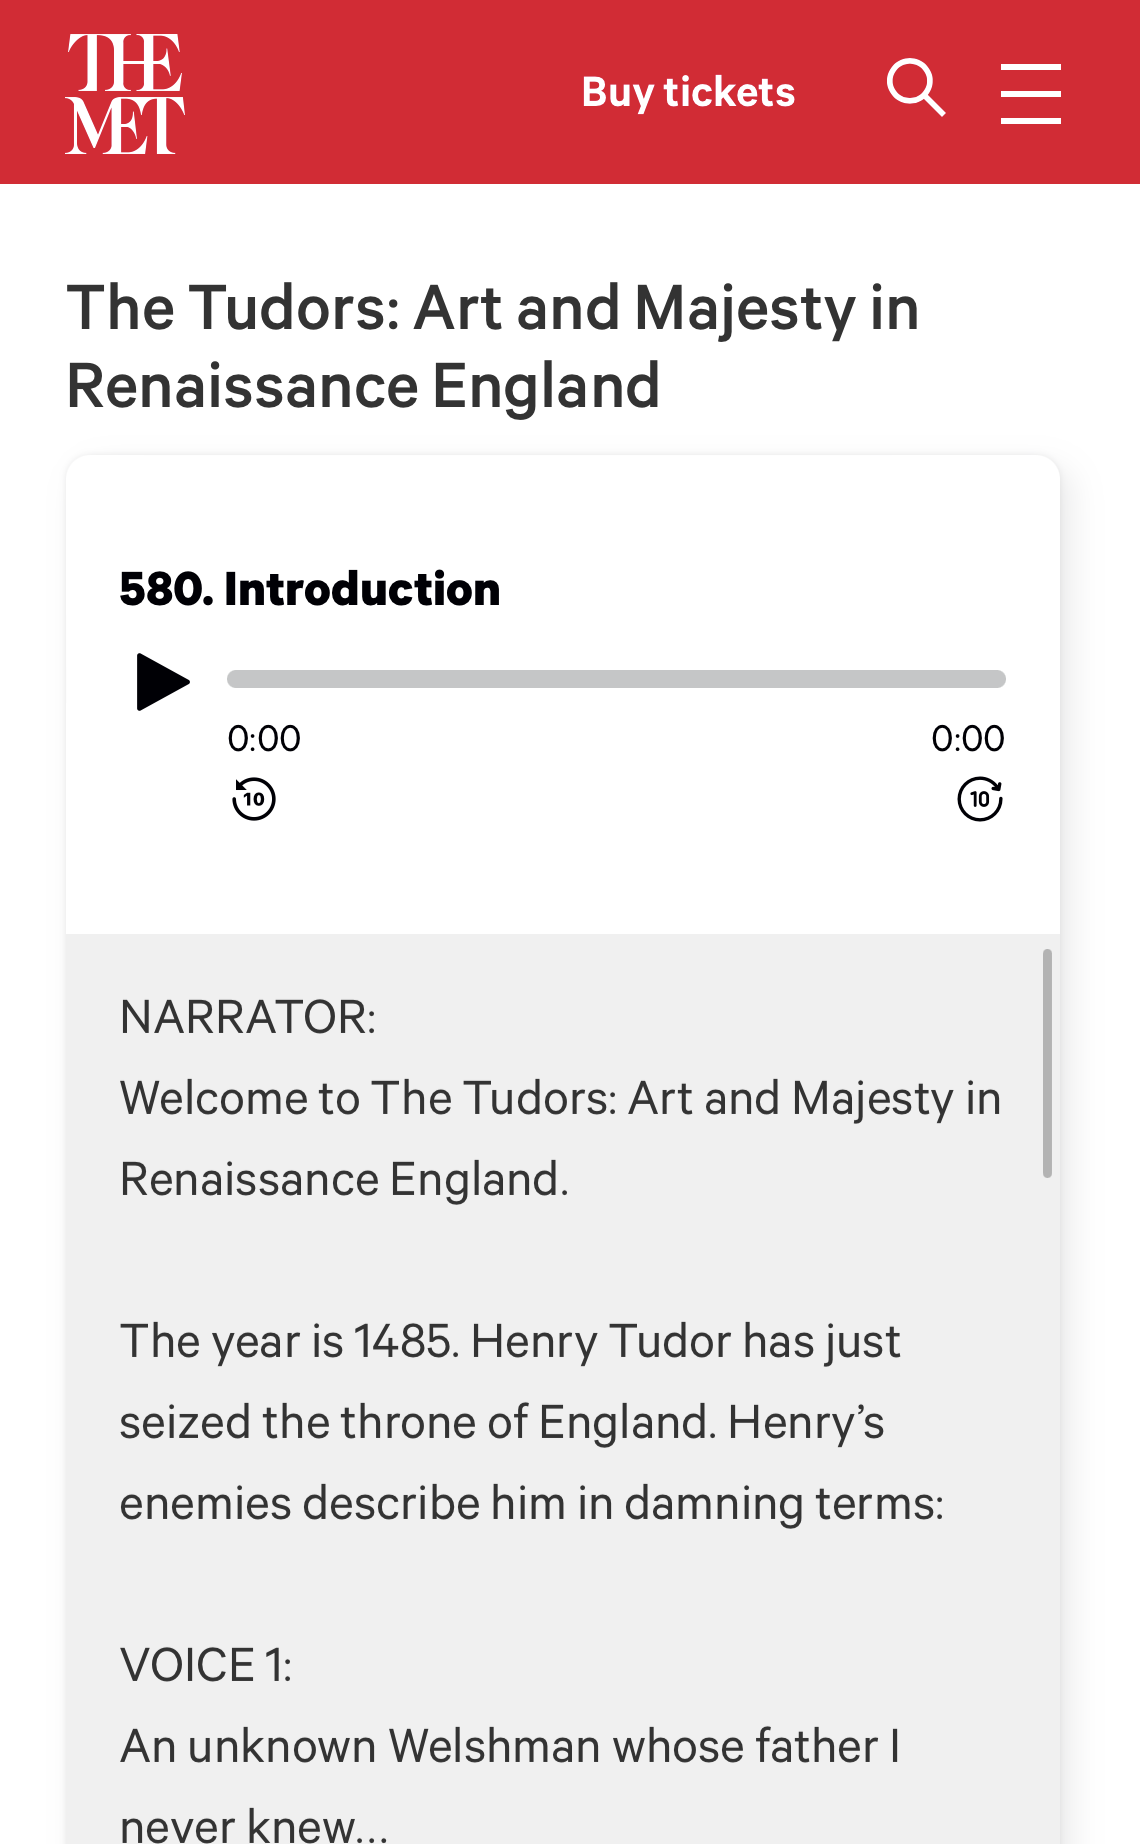 THE
MET
Buy tickets
The Tudors: Art and Majesty in
Renaissance England
580. Introduction
0:00
0:00
10
10
NARRATOR:
Welcome to The Tudors: Art and Majesty in
Renaissance England.
The year is 1485. Henry Tudor has just
seized the throne of England. Henry’s
enemies describe him in damning terms:
VOICE 1:
An unknown Welshman whose father I
never knew...